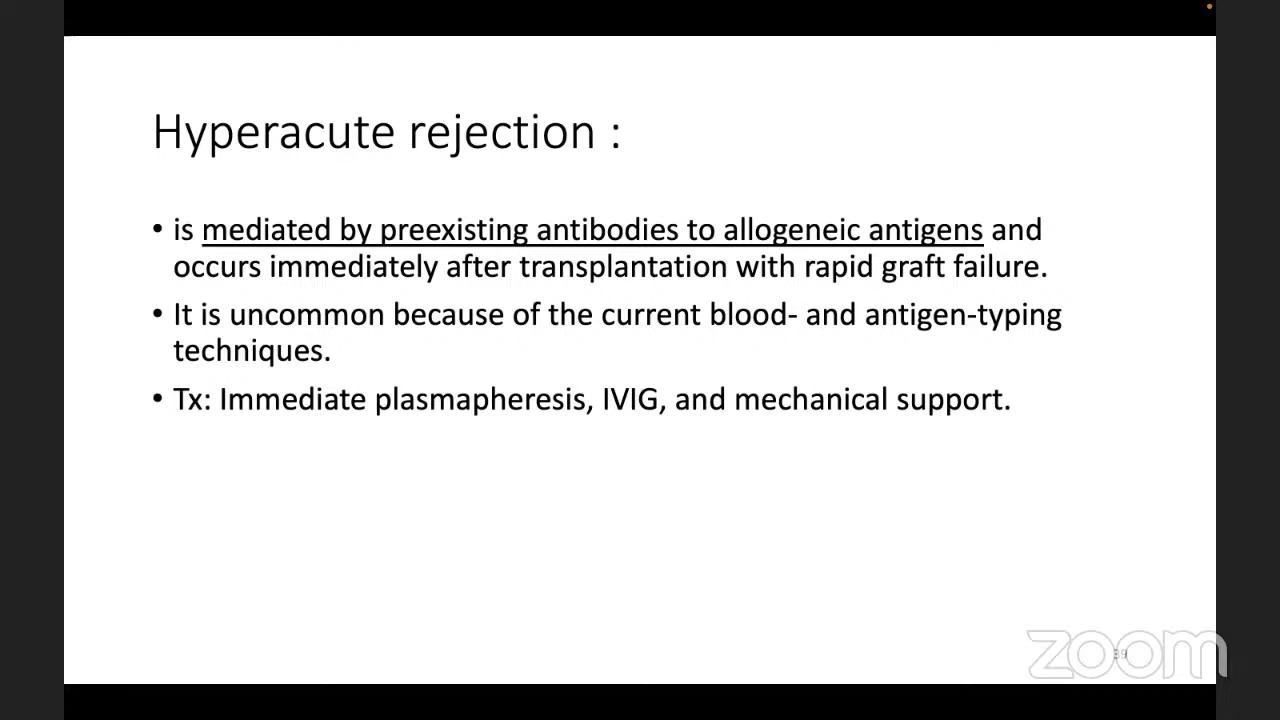 Hyperacute rejection :
• is mediated by preexisting antibodies to allogeneic antigens and
occurs immediately after transplantation with rapid graft failure.
• It is uncommon because of the current blood- and antigen-typing
techniques.
• Tx: Immediate plasmapheresis, IVIG, and mechanical support.
zoom